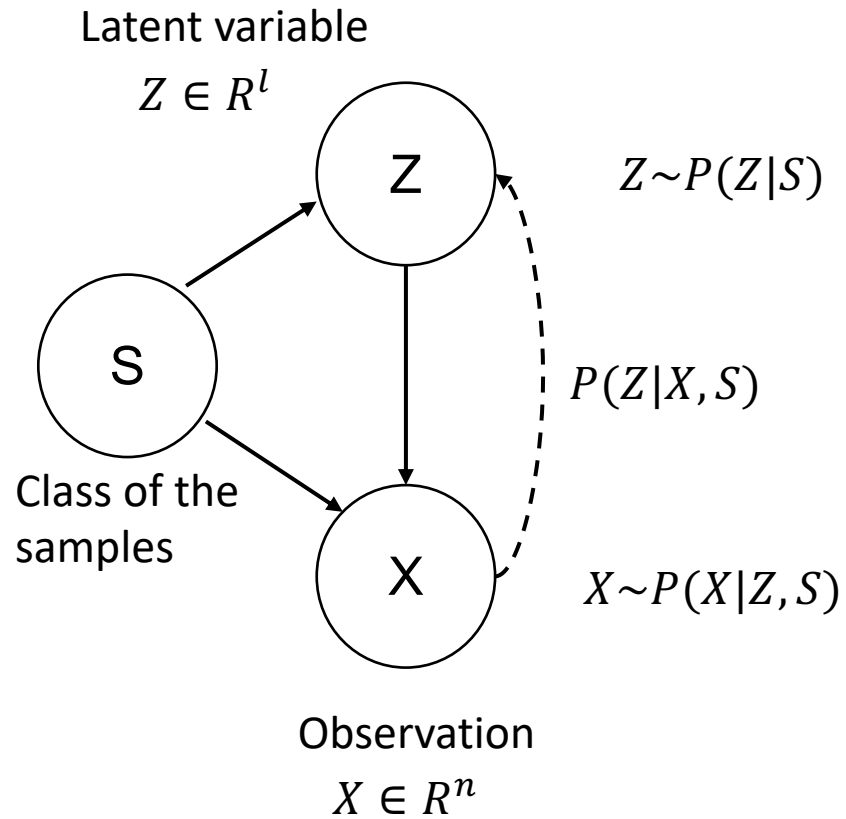 Latent variable
Z ∈ R^l
Z
Z~P(Z|S)
S
P(Z|X, S)
Class of the
samples
X
X~P(X|Z, S)
Observation
X ∈ R^n